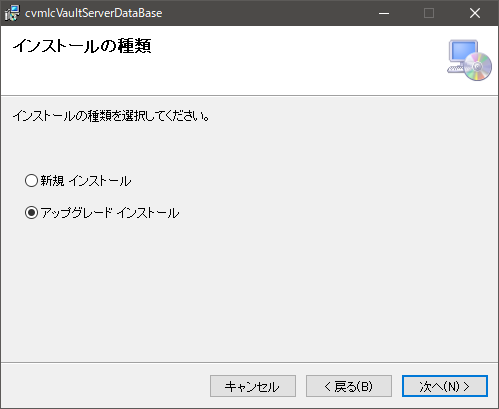 cvmlcVaultServerDataBase
インストールの種類
インストールの種類を選択してください。
新規 インストール
アップグレード インストール
キャンセル
< 戻る(B)
次へ(N) >